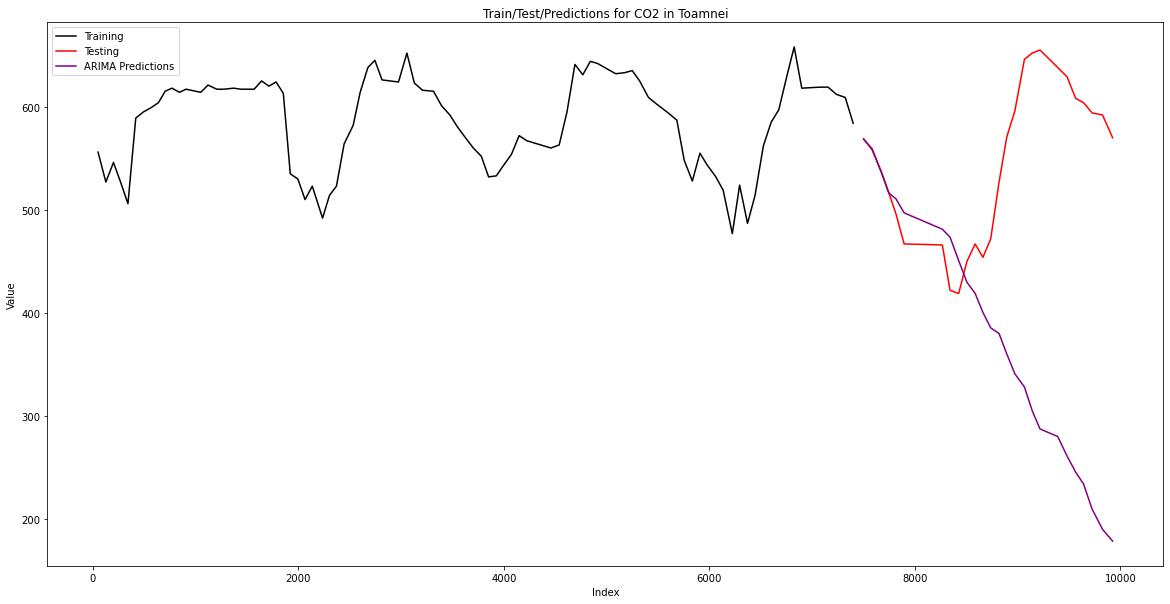 Train/Test/Predictions for CO2 in Toamnei
Training
Testing
ARIMA Predictions
Value
600
500
400
300
200
0
2000
4000
6000
8000
10000
Index